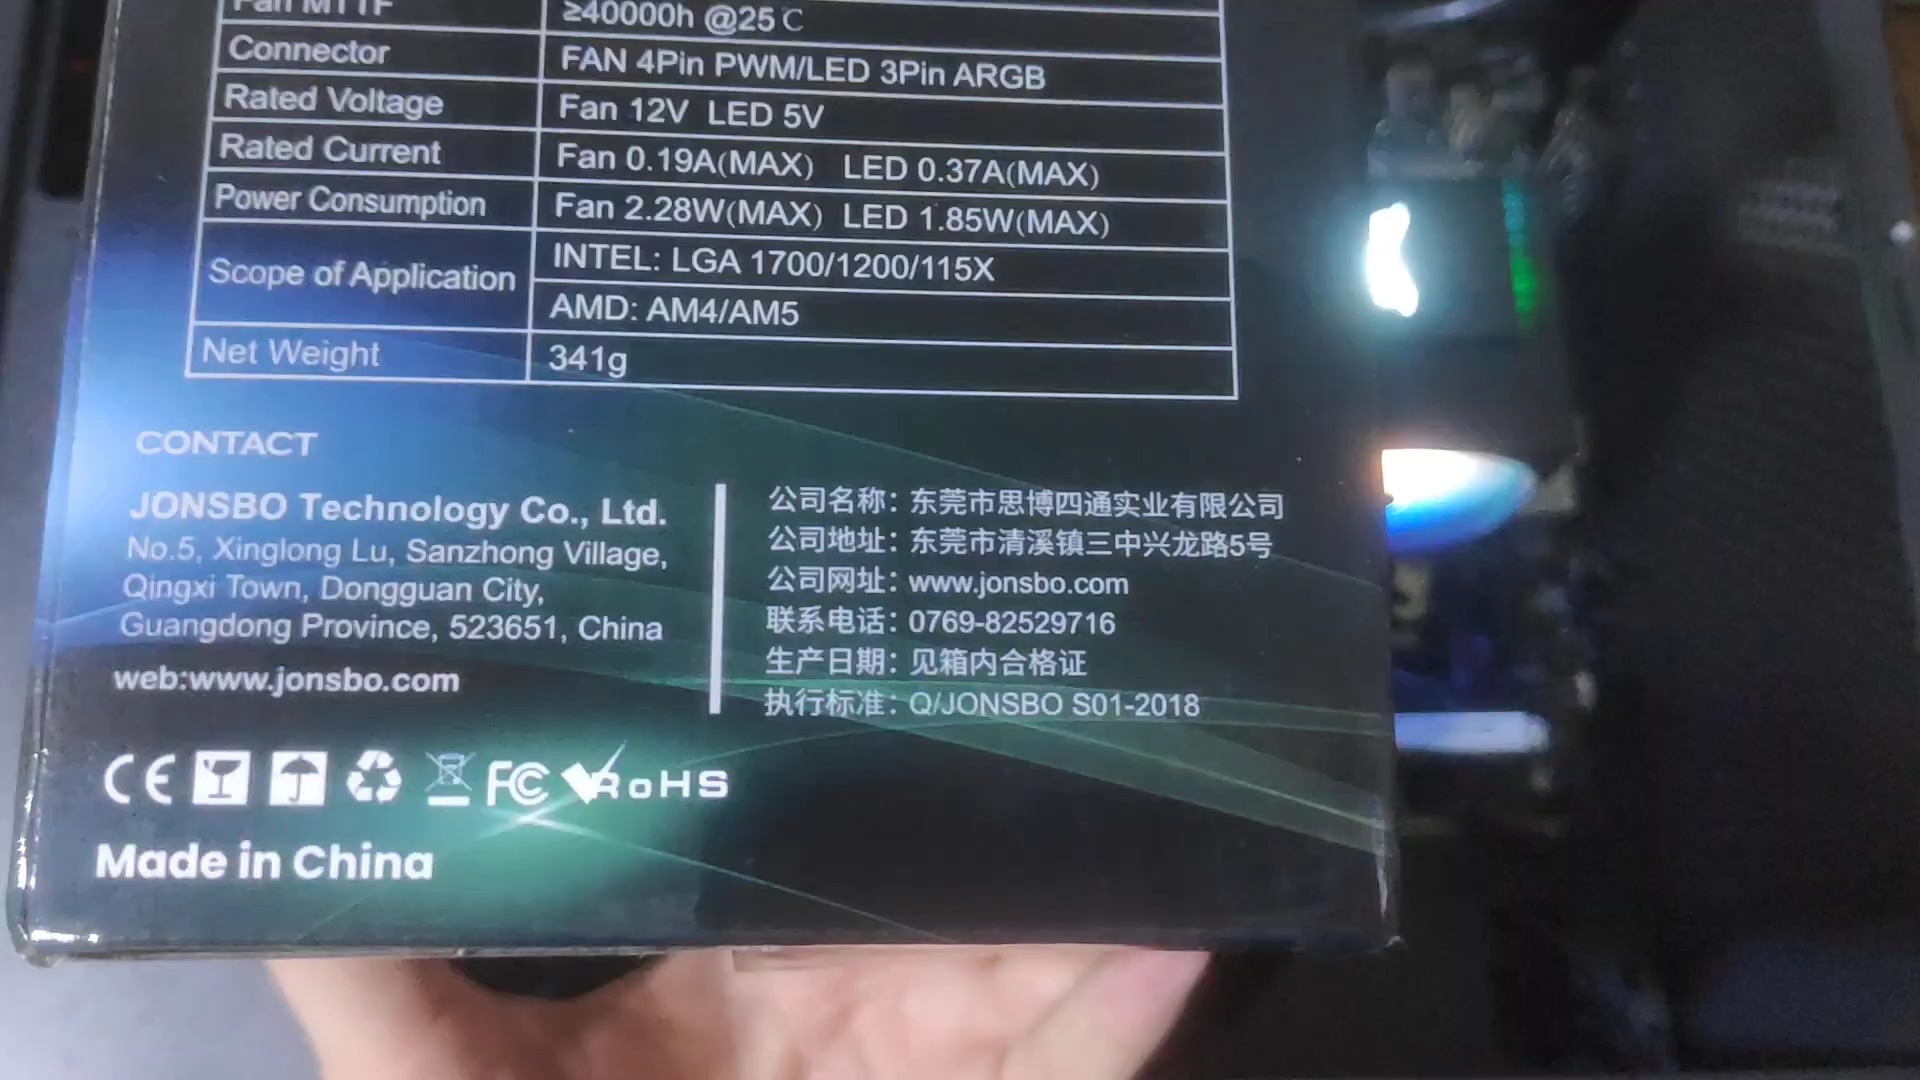 Fan MTTF ≥40000h @25℃
Connector FAN 4Pin PWM/LED 3Pin ARGB
Rated Voltage Fan 12V LED 5V
Rated Current Fan 0.19A(MAX) LED 0.37A(MAX)
Power Consumption Fan 2.28W(MAX) LED 1.85W(MAX)
Scope of Application INTEL: LGA 1700/1200/115X
AMD: AM4/AM5
Net Weight 341g
CONTACT
JONSBO Technology Co., Ltd.
No.5, Xinglong Lu, Sanzhong Village,
Qingxi Town, Dongguan City,
Guangdong Province, 523651, China
web:www.jonsbo.com
公司名称：东莞市思博四通实业有限公司
公司地址：东莞市清溪镇三中兴龙路5号
公司网址：www.jonsbo.com
联系电话：0769-82529716
生产日期：见箱内合格证
执行标准：Q/JONSBO S01-2018
CE FC RoHS
Made in China